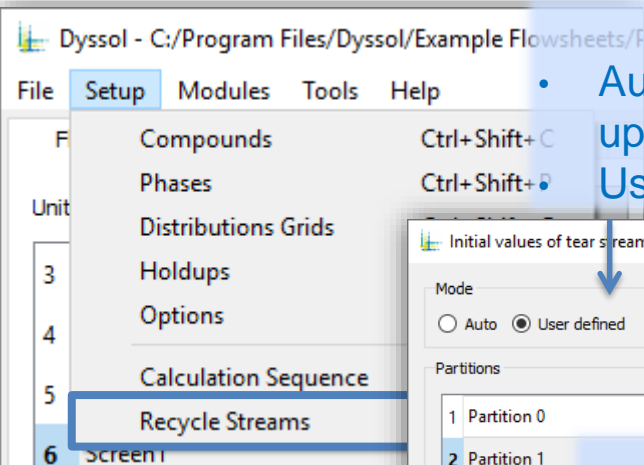 Dyssol - C:/Program Files/Dyssol/Example Flowsheets/
File Setup Modules Tools Help
Compounds Ctrl+Shift+C
Phases Ctrl+Shift+
Unit
Distributions Grids
3 Holdups
4 Options
5 Calculation Sequence
Recycle Streams
6 Screen1
• Au
up
• Us
Initial values of tear stream
Mode
Auto User defined
Partitions
1 Partition 0
2 Partition 1